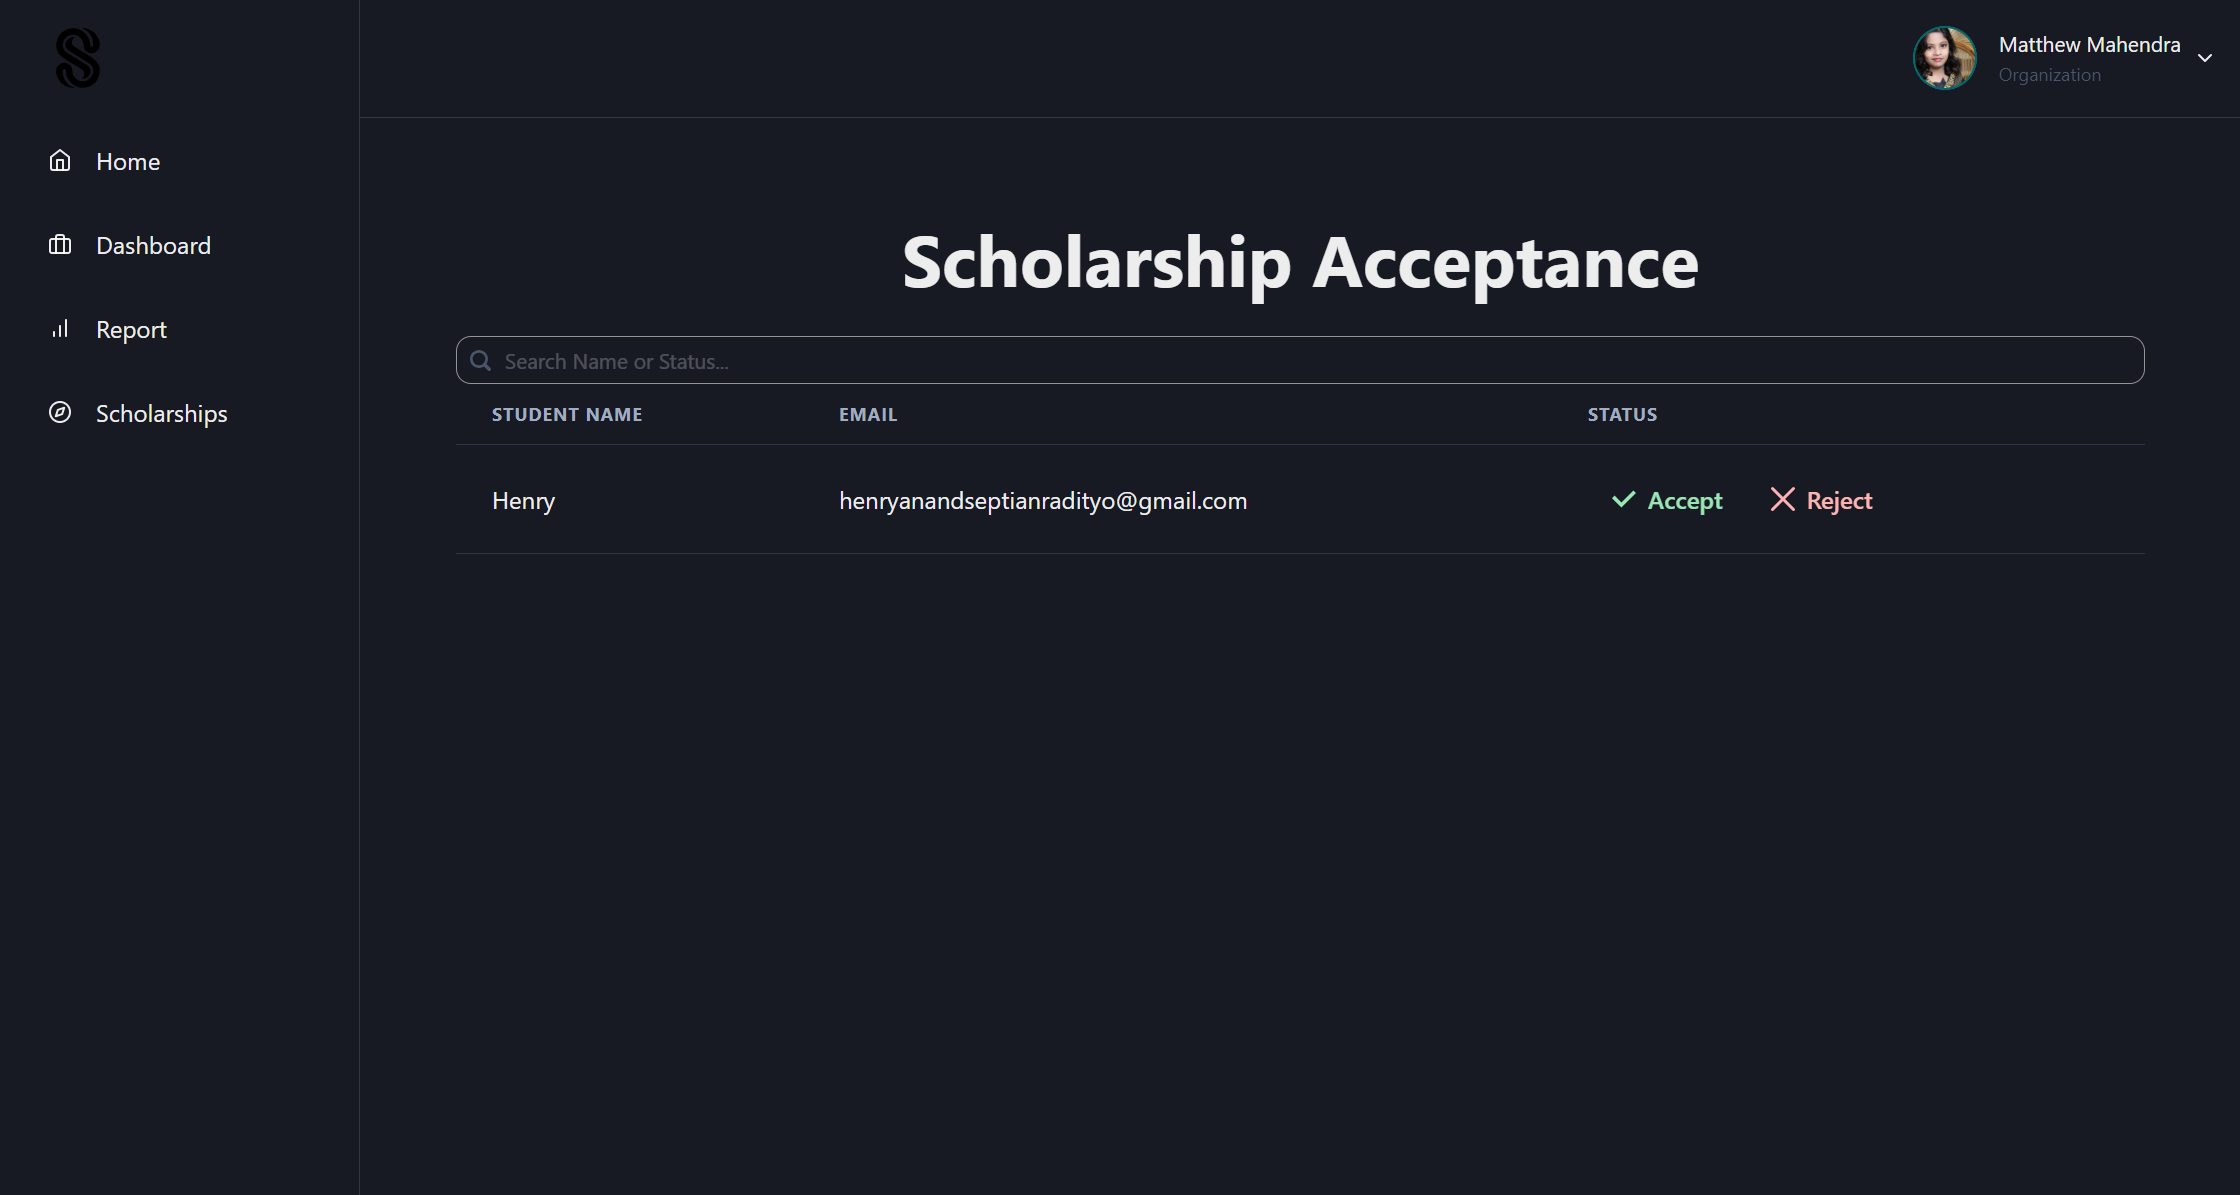 Matthew Mahendra
Organization
Home
Dashboard
Report
Scholarships
Scholarship Acceptance
Search Name or Status...
STUDENT NAME EMAIL STATUS
Henry henryanandseptianradityo@gmail.com Accept Reject